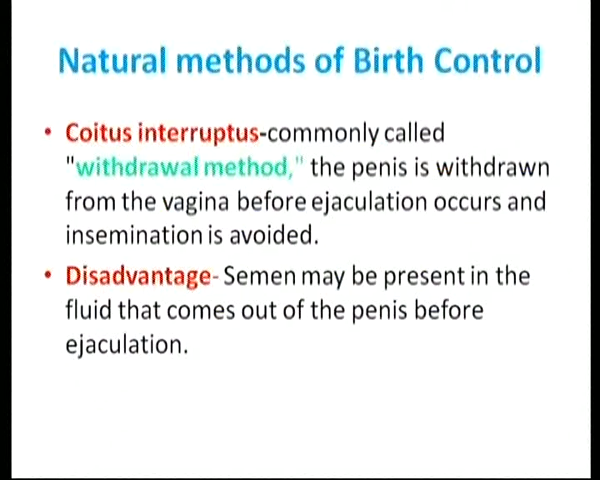 Natural methods of Birth Control
• Coitus interruptus-commonly called
"withdrawal method," the penis is withdrawn
from the vagina before ejaculation occurs and
insemination is avoided.
• Disadvantage- Semen may be present in the
fluid that comes out of the penis before
ejaculation.